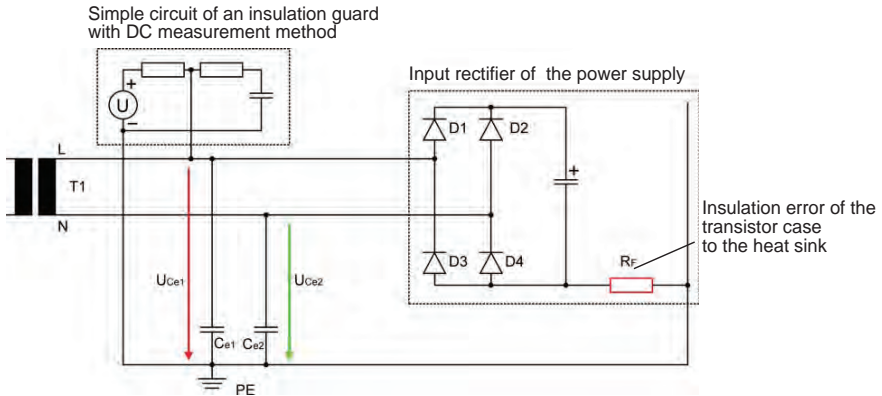 Simple circuit of an insulation guard
with DC measurement method
Input rectifier of the power supply
+
U
−
D1
D2
L
+
T1
N
Insulation error of the
transistor case
to the heat sink
D3
D4
RF
UCe1
UCe2
Ce1
Ce2
PE